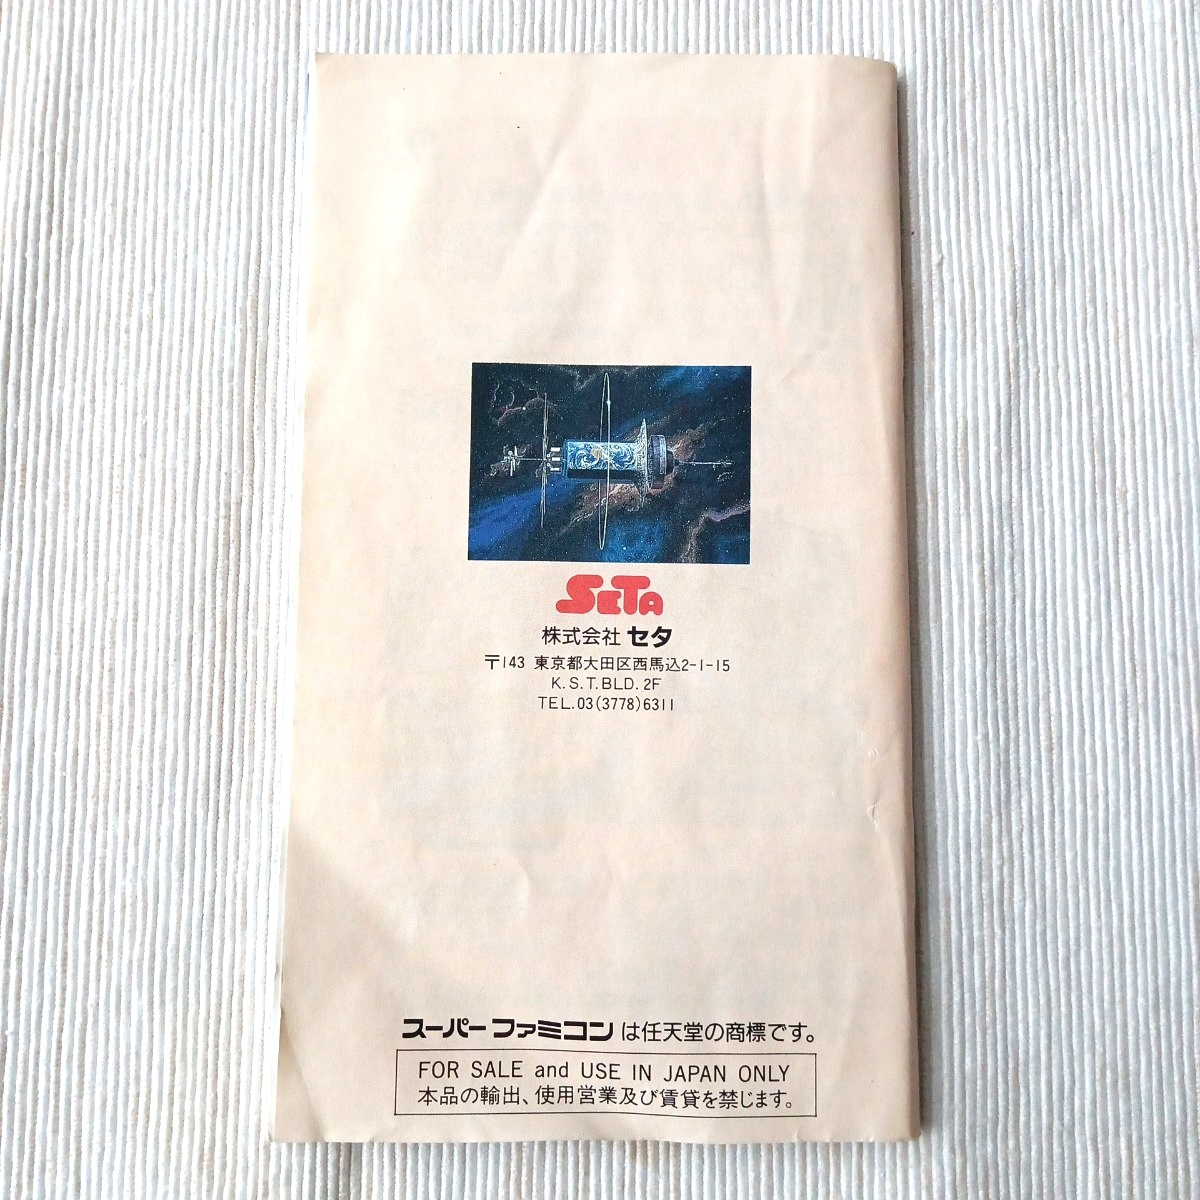 SETA
株式会社 セタ
〒143 東京都大田区西馬込2-1-15
K.S.T.BLD. 2F
TEL.03(3778)6311
スーパーファミコンは任天堂の商標です。
FOR SALE and USE IN JAPAN ONLY
本品の輸出、使用営業及び賃貸を禁じます。